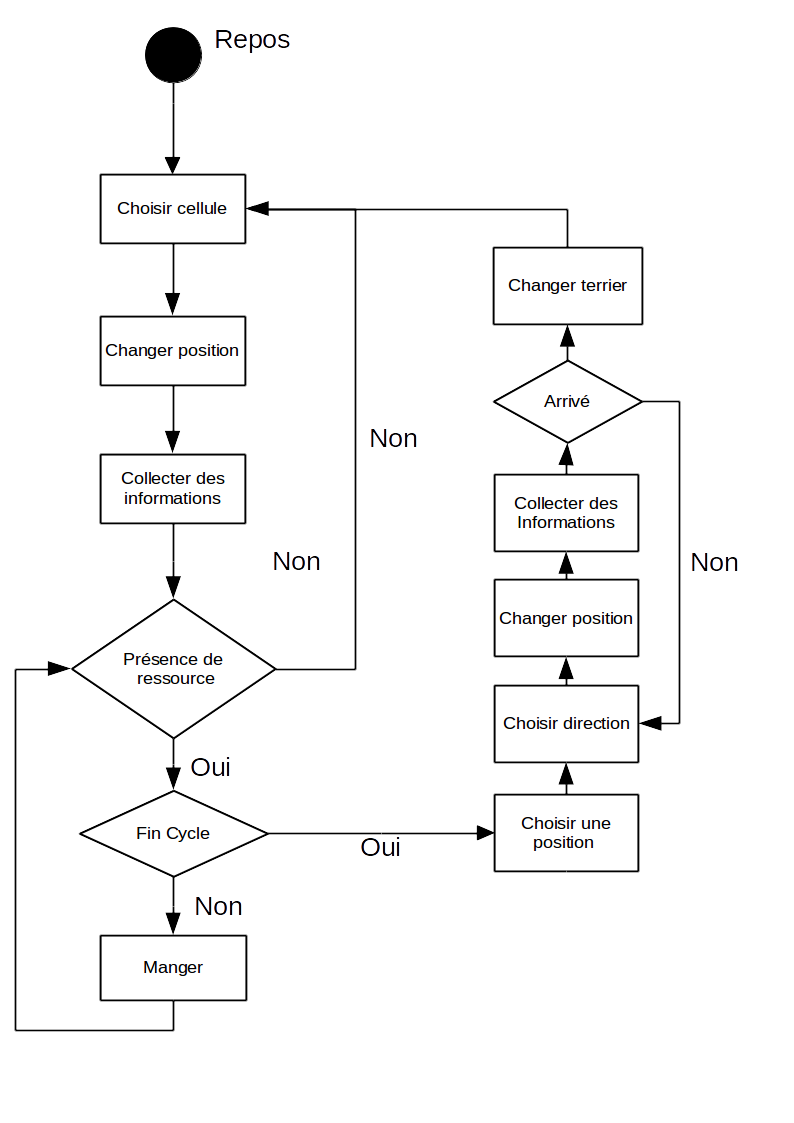 Repos
Choisir cellule
Changer position
Collecter des
informations
Non
Non
Présence de
ressource
Oui
Fin Cycle
Oui
Non
Manger
Changer terrier
Arrivé
Collecter des
Informations
Non
Changer position
Choisir direction
Choisir une
position